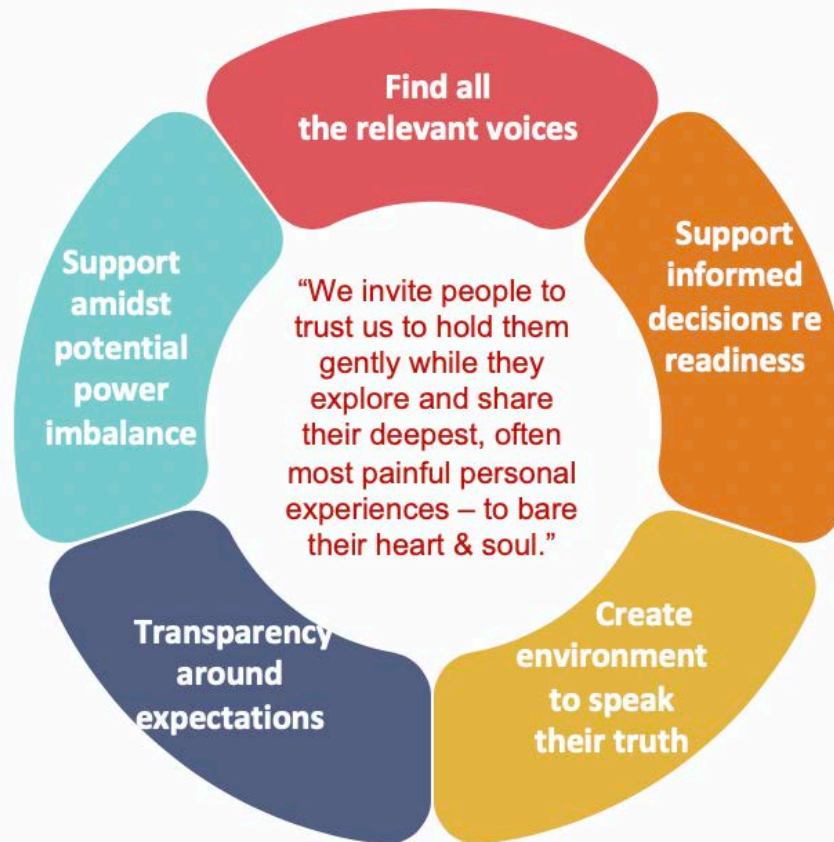 Find all
the relevant voices
Support
informed
decisions re
readiness
Create
environment
to speak
their truth
Transparency
around
expectations
Support
amidst
potential
power
imbalance
“We invite people to
trust us to hold them
gently while they
explore and share
their deepest, often
most painful personal
experiences – to bare
their heart & soul.”